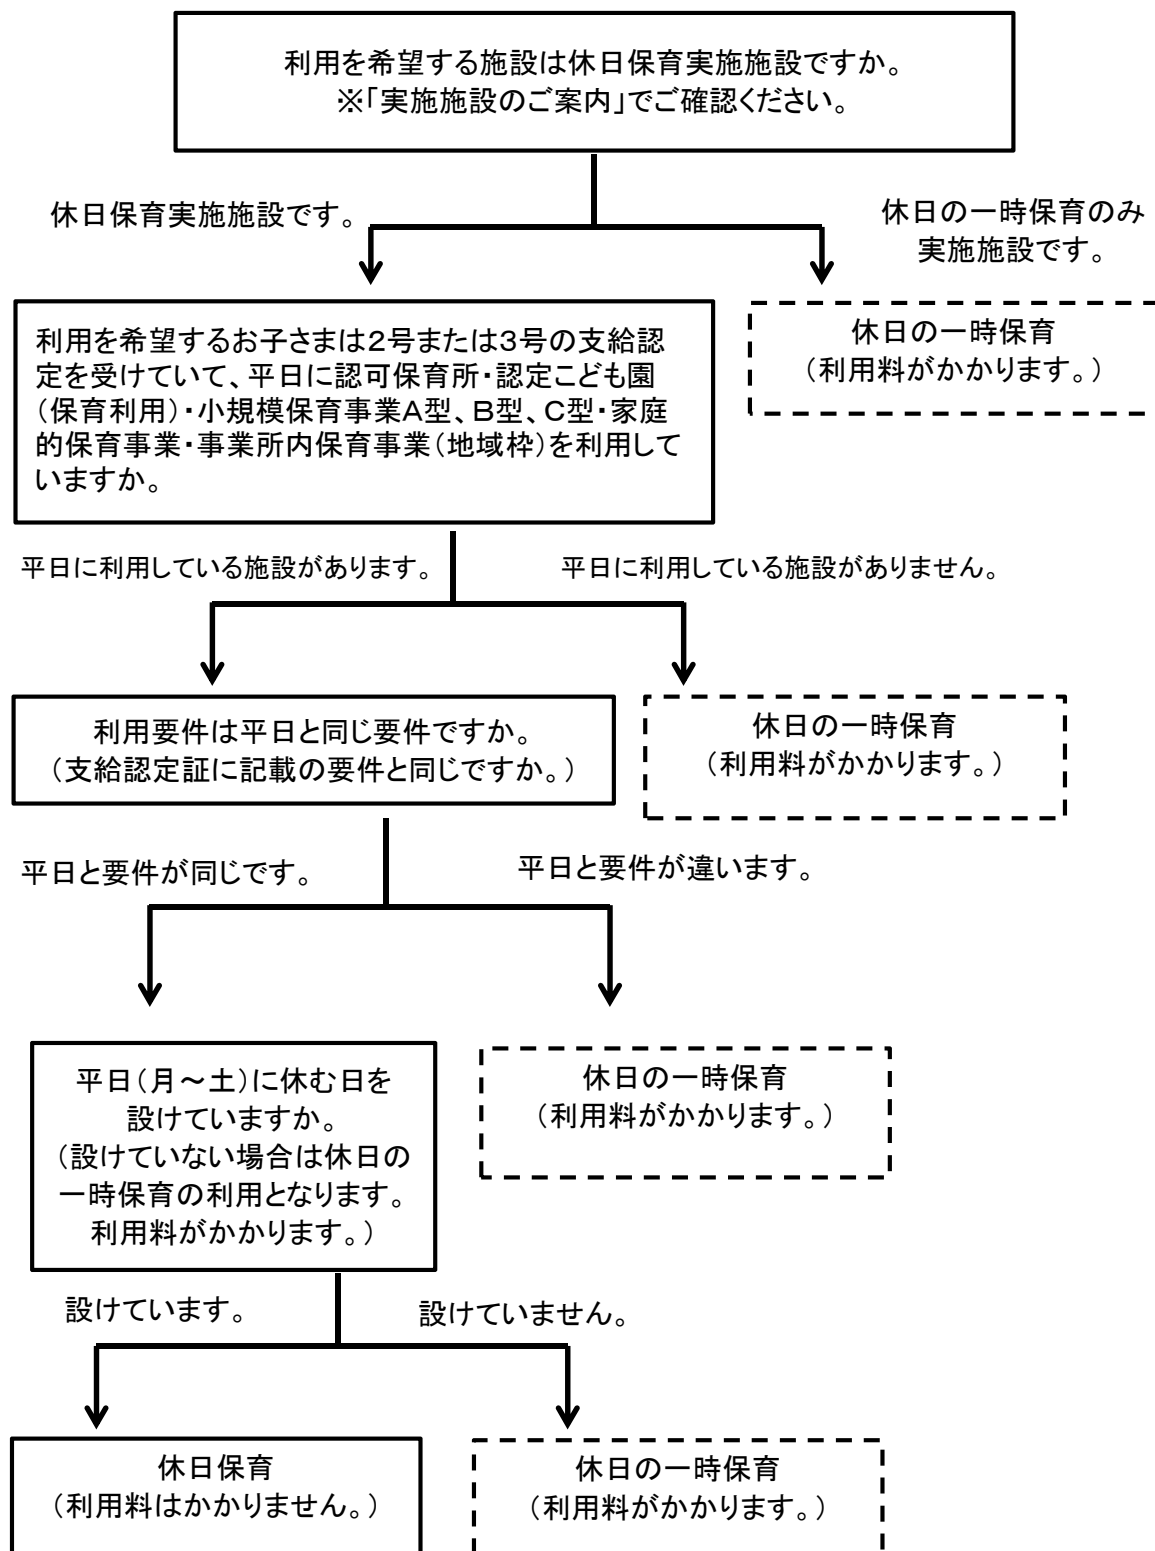 利用を希望する施設は休日保育実施施設ですか。
※「実施施設のご案内」でご確認ください。
休日保育実施施設です。
休日の一時保育のみ
実施施設です。
利用を希望するお子さまは２号または３号の支給認
定を受けていて、平日に認可保育所・認定こども園
（保育利用）・小規模保育事業Ａ型、Ｂ型、Ｃ型・家庭
的保育事業・事業所内保育事業（地域枠）を利用して
いますか。
休日の一時保育
（利用料がかかります。）
平日に利用している施設があります。
平日に利用している施設がありません。
利用要件は平日と同じ要件ですか。
（支給認定証に記載の要件と同じですか。）
休日の一時保育
（利用料がかかります。）
平日と要件が同じです。
平日と要件が違います。
平日（月～土）に休む日を
設けていますか。
（設けていない場合は休日の
一時保育の利用となります。
利用料がかかります。）
休日の一時保育
（利用料がかかります。）
設けています。
設けていません。
休日保育
（利用料はかかりません。）
休日の一時保育
（利用料がかかります。）